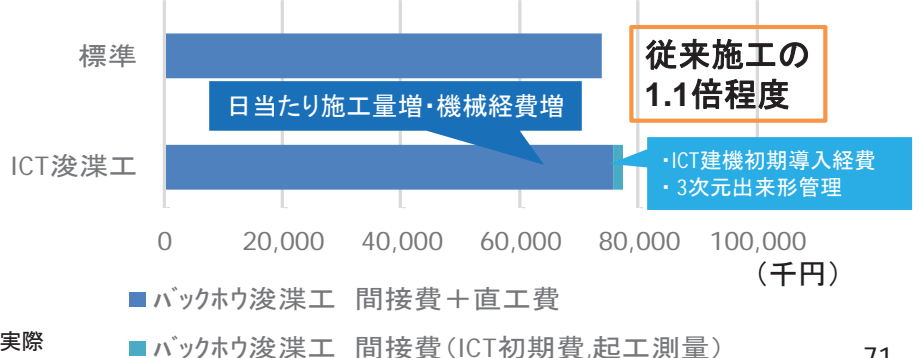 標準
従来施工の
1.1倍程度
日当たり施工量増・機械経費増
ICT浚渫工
・ICT建機初期導入経費
・3次元出来形管理
0 20,000 40,000 60,000 80,000 100,000
（千円）
バックホウ浚渫工 間接費＋直工費
実際
バックホウ浚渫工 間接費（ICT初期費,起工測量）
71